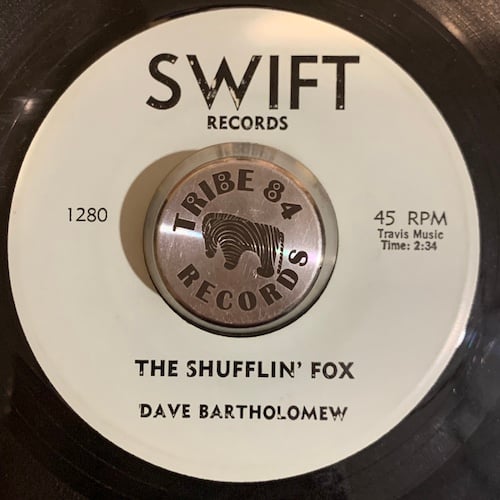 SWIFT
RECORDS
1280
TRIBE 84
RECORDS
45 RPM
Travis Music
Time: 2:34
THE SHUFFLIN' FOX
DAVE BARTHOLOMEW